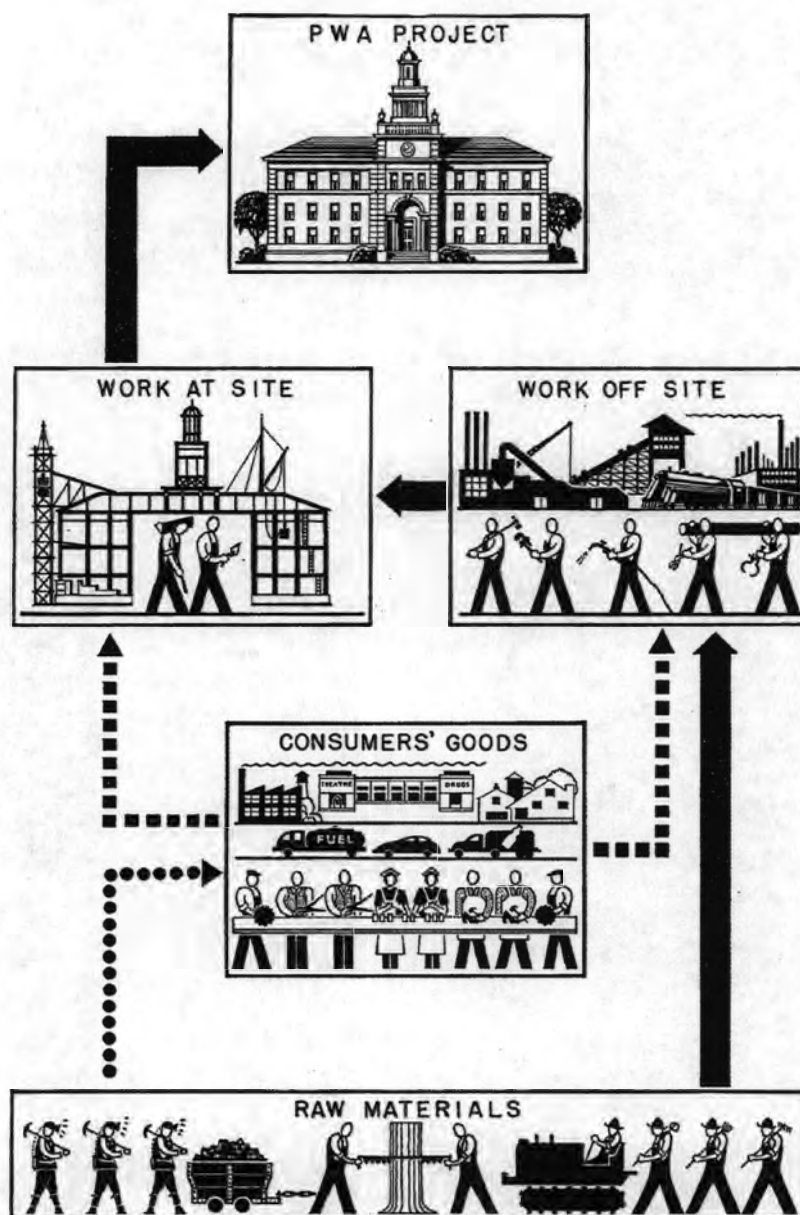 PWA PROJECT
WORK AT SITE
WORK OFF SITE
CONSUMERS' GOODS
THEATRE
DRUGS
FUEL
RAW MATERIALS